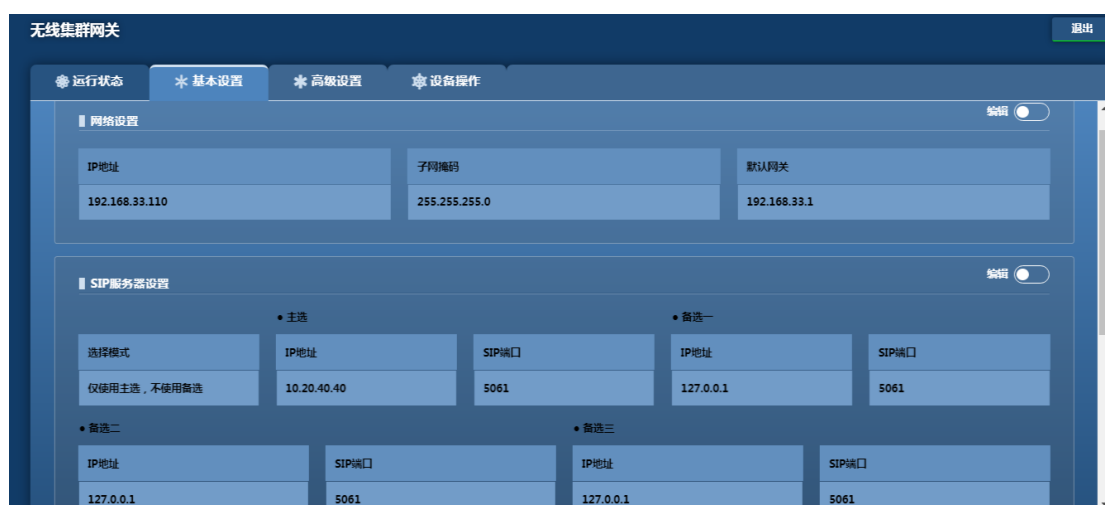 无线集群网关
退出
运行状态 基本设置 高级设置 设备操作
网络设置 编辑
IP地址 子网掩码 默认网关
192.168.33.110 255.255.255.0 192.168.33.1
SIP服务器设置 编辑
● 主选 ● 备选一
选择模式 IP地址 SIP端口 IP地址 SIP端口
仅使用主选，不使用备选 10.20.40.40 5061 127.0.0.1 5061
● 备选二 ● 备选三
IP地址 SIP端口 IP地址 SIP端口
127.0.0.1 5061 127.0.0.1 5061